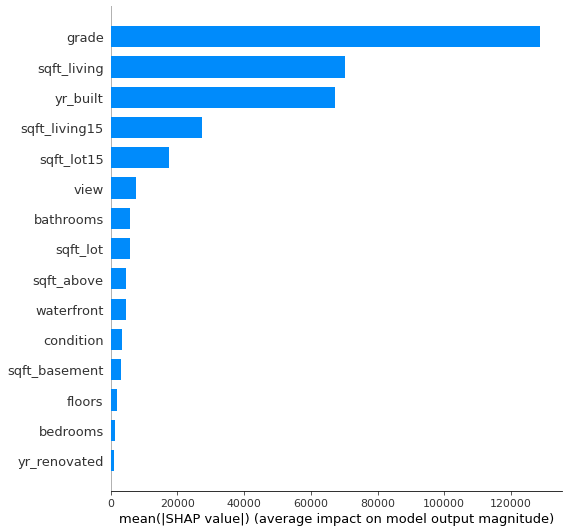 grade
sqft_living
yr_built
sqft_living15
sqft_lot15
view
bathrooms
sqft_lot
sqft_above
waterfront
condition
sqft_basement
floors
bedrooms
yr_renovated
0 20000 40000 60000 80000 100000 120000
mean(|SHAP value|) (average impact on model output magnitude)